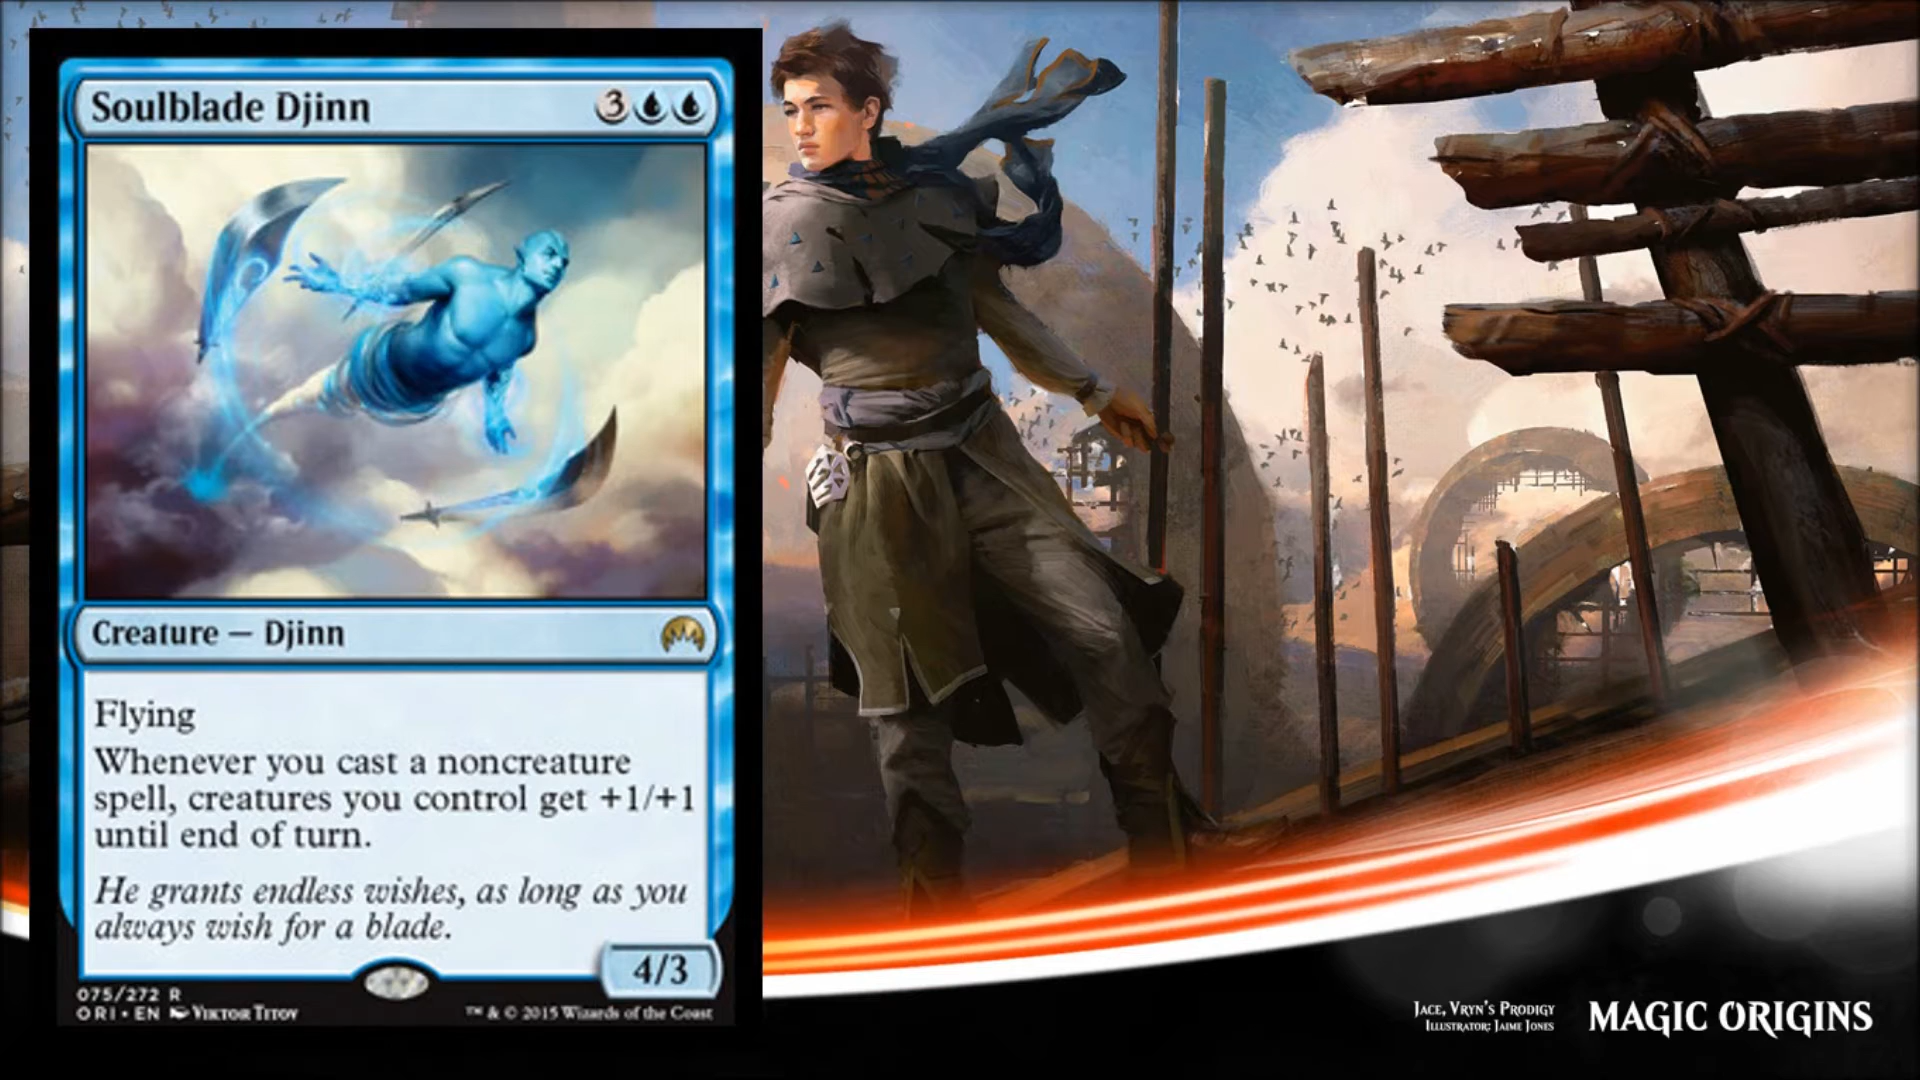 Soulblade Djinn
3
Creature — Djinn
Flying
Whenever you cast a noncreature
spell, creatures you control get +1/+1
until end of turn.
He grants endless wishes, as long as you
always wish for a blade.
4/3
075/272 R
ORI • EN Viktor Titov
™ & © 2015 Wizards of the Coast
Jace, Vryn's Prodigy
Illustrator: Jaime Jones
MAGIC ORIGINS